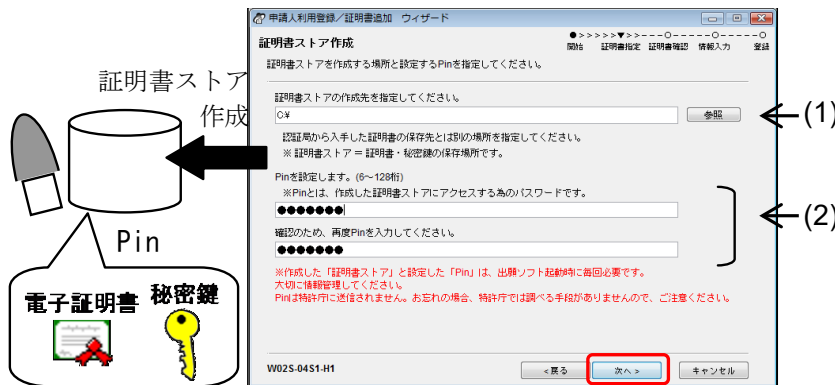 申請人利用登録／証明書追加　ウィザード
証明書ストア作成
●>>>>>▼>>---○-----○-----○
開始　証明書指定　証明書確認　情報入力　登録
証明書ストアを作成する場所と設定するPinを指定してください。
証明書ストア
作成
証明書ストアの作成先を指定してください。
C:¥
参照
(1)
認証局から入手した証明書の保存先とは別の場所を指定してください。
※ 証明書ストア＝証明書・秘密鍵の保存場所です。
Pinを設定します。(6～128桁)
※Pinとは、作成した証明書ストアにアクセスする為のパスワードです。
●●●●●●●
(2)
確認のため、再度Pinを入力してください。
●●●●●●●
Pin
電子証明書
秘密鍵
※作成した「証明書ストア」と設定した「Pin」は、出願ソフト起動時に毎回必要です。
大切に情報管理してください。
Pinは特許庁に送信されません。お忘れの場合、特許庁では調べる手段がありませんので、ご注意ください。
W02S-04S1-H1
<戻る
次へ>
キャンセル